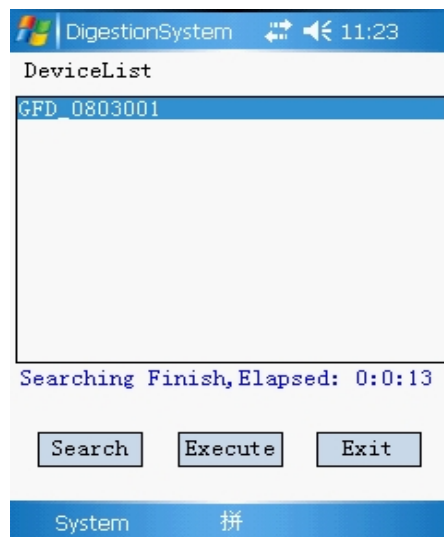 DigestionSystem 11:23
DeviceList
GFD_0803001
Searching Finish,Elapsed: 0:0:13
Search Execute Exit
System 拼